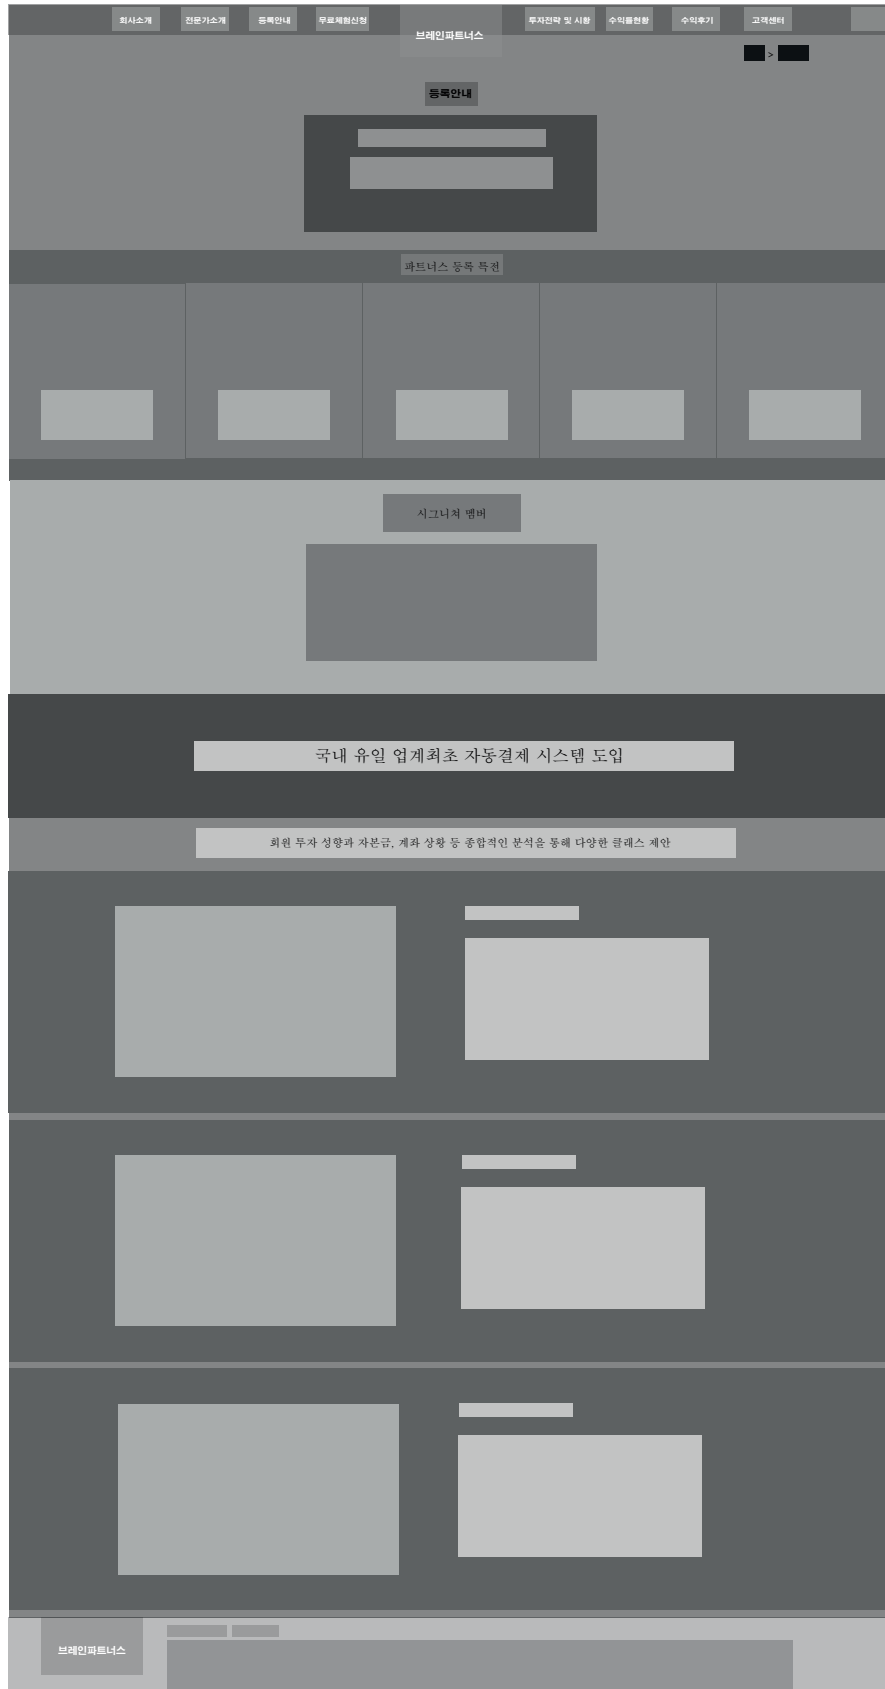 회사소개 전문가소개 등록안내 무료체험신청 브레인파트너스 투자전략 및 시황 수익률현황 수익후기 고객센터
>
등록안내
파트너스 등록 특전
시그니쳐 멤버
국내 유일 업계최초 자동결제 시스템 도입
회원 투자 성향과 자본금, 계좌 상황 등 종합적인 분석을 통해 다양한 클래스 제안
브레인파트너스